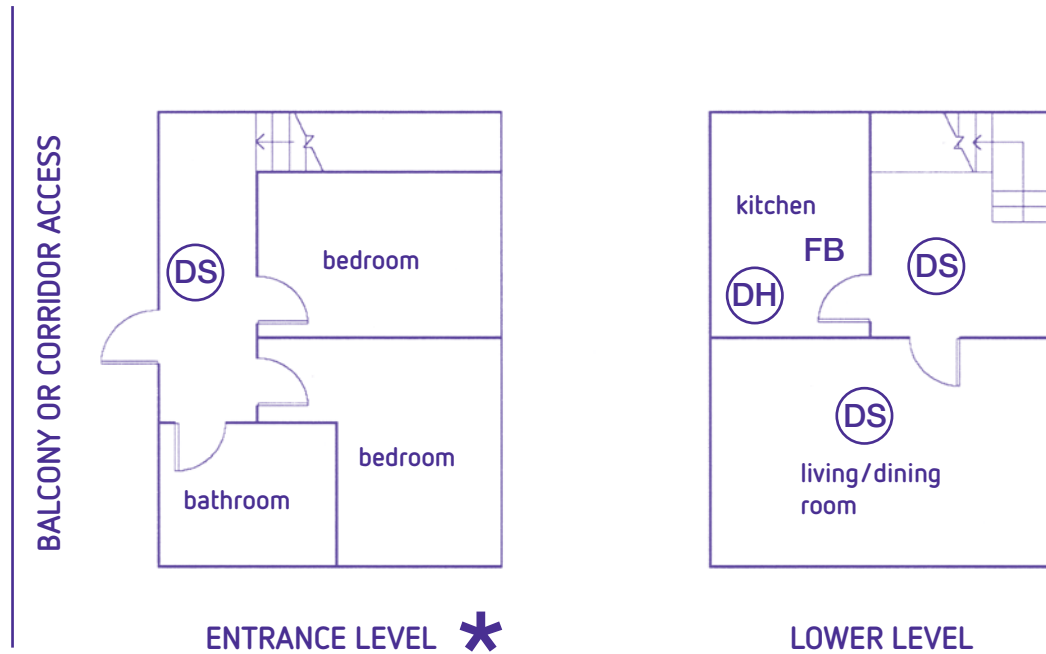 BALCONY OR CORRIDOR ACCESS
DS
bedroom
bedroom
bathroom
ENTRANCE LEVEL *
kitchen
FB
DH
DS
DS
living/dining
room
LOWER LEVEL